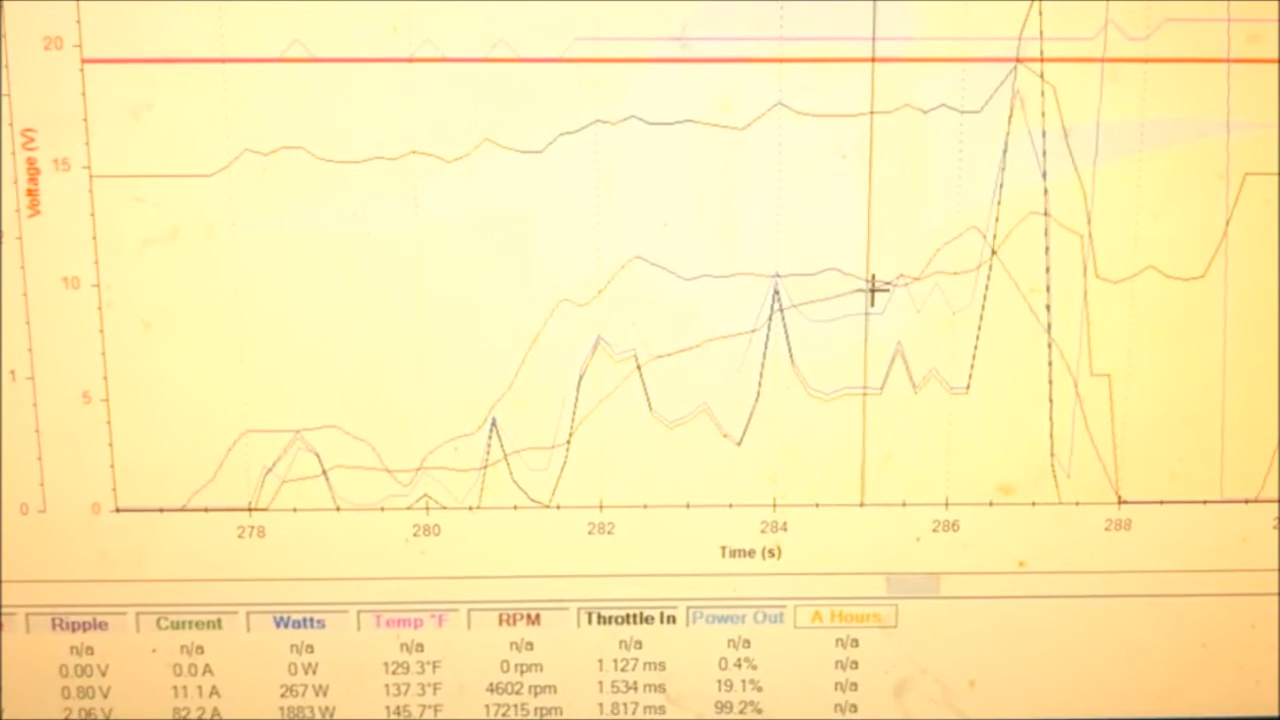 20
15
10
5
0
Voltage (V)
1
0
278 280 282 284 286 288
Time (s)
Ripple Current Watts Temp °F RPM Throttle In Power Out A Hours
n/a n/a n/a n/a n/a n/a n/a n/a
0.00 V 0.0 A 0 W 129.3°F 0 rpm 1.127 ms 0.4% n/a
0.80 V 11.1 A 267 W 137.3°F 4602 rpm 1.534 ms 19.1% n/a
2.06 V 82.2 A 1883 W 145.7°F 17215 rpm 1.817 ms 99.2% n/a